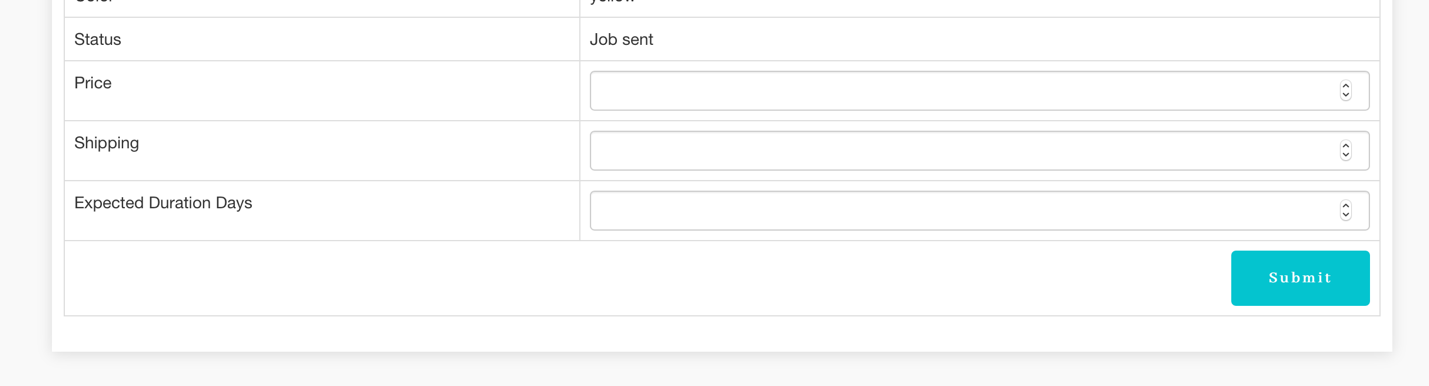 Status
Job sent
Price
Shipping
Expected Duration Days
Submit